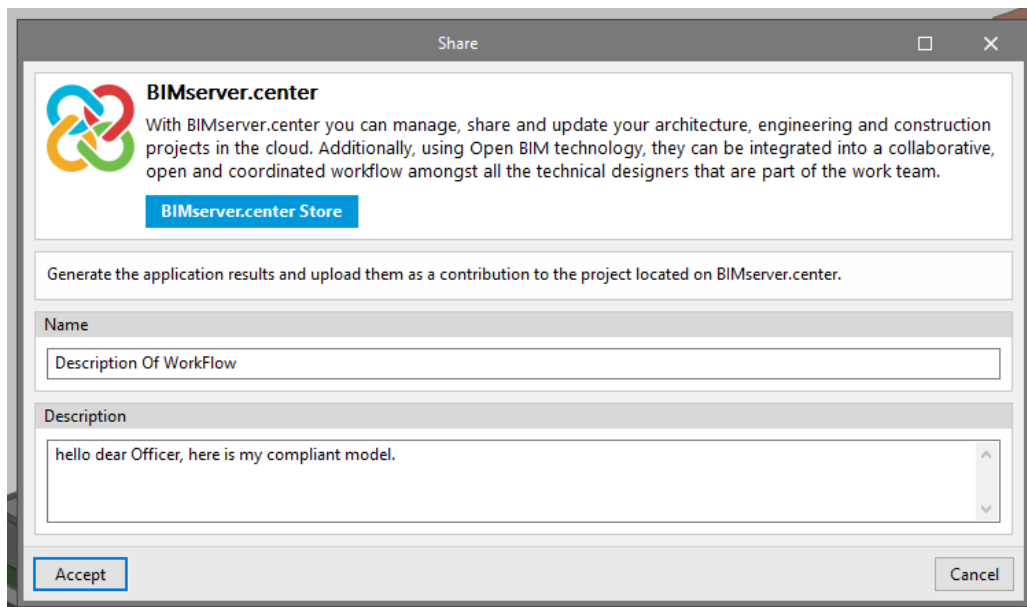 Share
BIMserver.center
With BIMserver.center you can manage, share and update your architecture, engineering and construction
projects in the cloud. Additionally, using Open BIM technology, they can be integrated into a collaborative,
open and coordinated workflow amongst all the technical designers that are part of the work team.
BIMserver.center Store
Generate the application results and upload them as a contribution to the project located on BIMserver.center.
Name
Description Of WorkFlow
Description
hello dear Officer, here is my compliant model.
Accept
Cancel